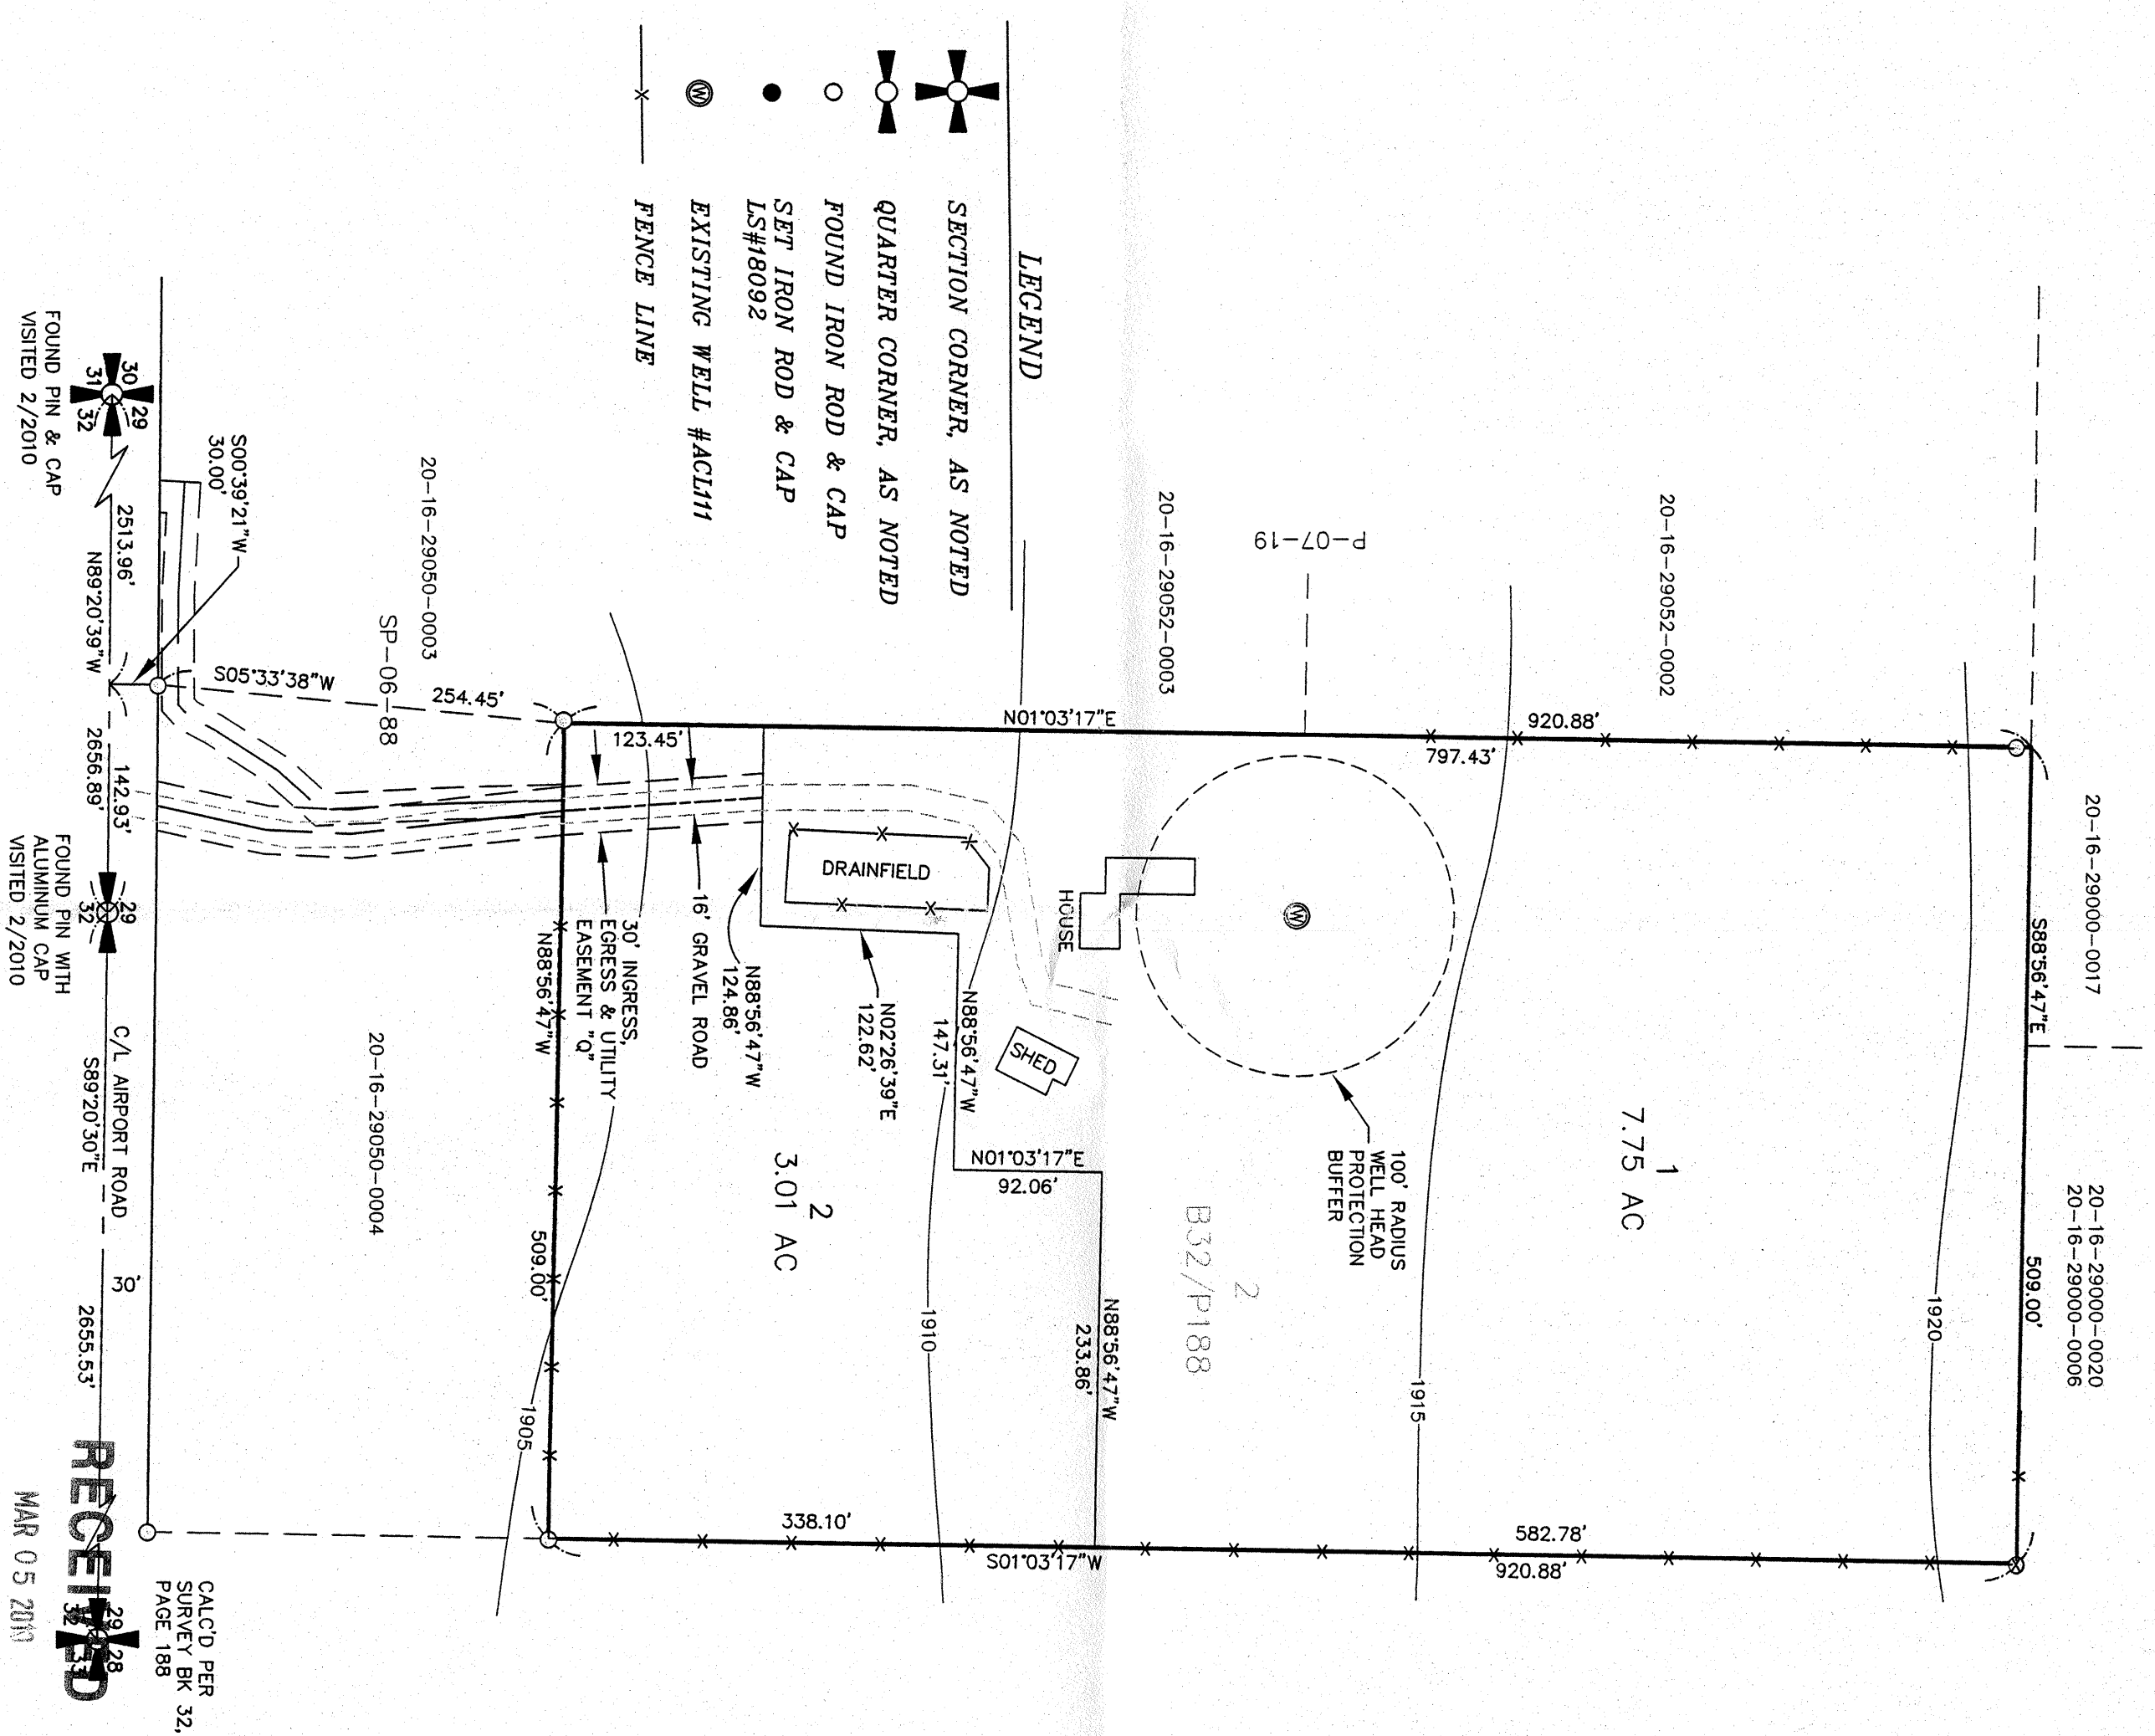 20-16-29000-0017
20-16-29000-0020
20-16-29000-0006
S88°56'47"E
509.00'
20-16-29052-0002
P-07-19
20-16-29052-0003
920.88'
797.43'
N01°03'17"E
123.45'
1920
1
7.75 AC
1915
582.78'
920.88'
S01°03'17"W
338.10'
100' RADIUS
WELL HEAD
PROTECTION
BUFFER
W
2
B32/P188
HOUSE
SHED
DRAINFIELD
N88°56'47"W
233.86'
N01°03'17"E
92.06'
N88°56'47"W
147.31'
N02°26'39"E
122.62'
N88°56'47"W
124.86'
1910
2
3.01 AC
16' GRAVEL ROAD
30' INGRESS,
EGRESS & UTILITY
EASEMENT "Q"
N88°56'47"W
509.00'
1905
LEGEND
SECTION CORNER, AS NOTED
QUARTER CORNER, AS NOTED
FOUND IRON ROD & CAP
SET IRON ROD & CAP
LS#18092
W EXISTING WELL #ACL111
FENCE LINE
20-16-29050-0003
SP-06-88
254.45'
S05°33'38"W
20-16-29050-0004
S00°39'21"W
30.00'
30 29
31 32
2513.96'
N89°20'39"W
142.93'
2656.89'
29
32
C/L AIRPORT ROAD
S89°20'30"E
30'
2655.53'
29 28
32 33
FOUND PIN & CAP
VISITED 2/2010
FOUND PIN WITH
ALUMINUM CAP
VISITED 2/2010
CALC'D PER
SURVEY BK 32,
PAGE 188
RECEIVED
MAR 05